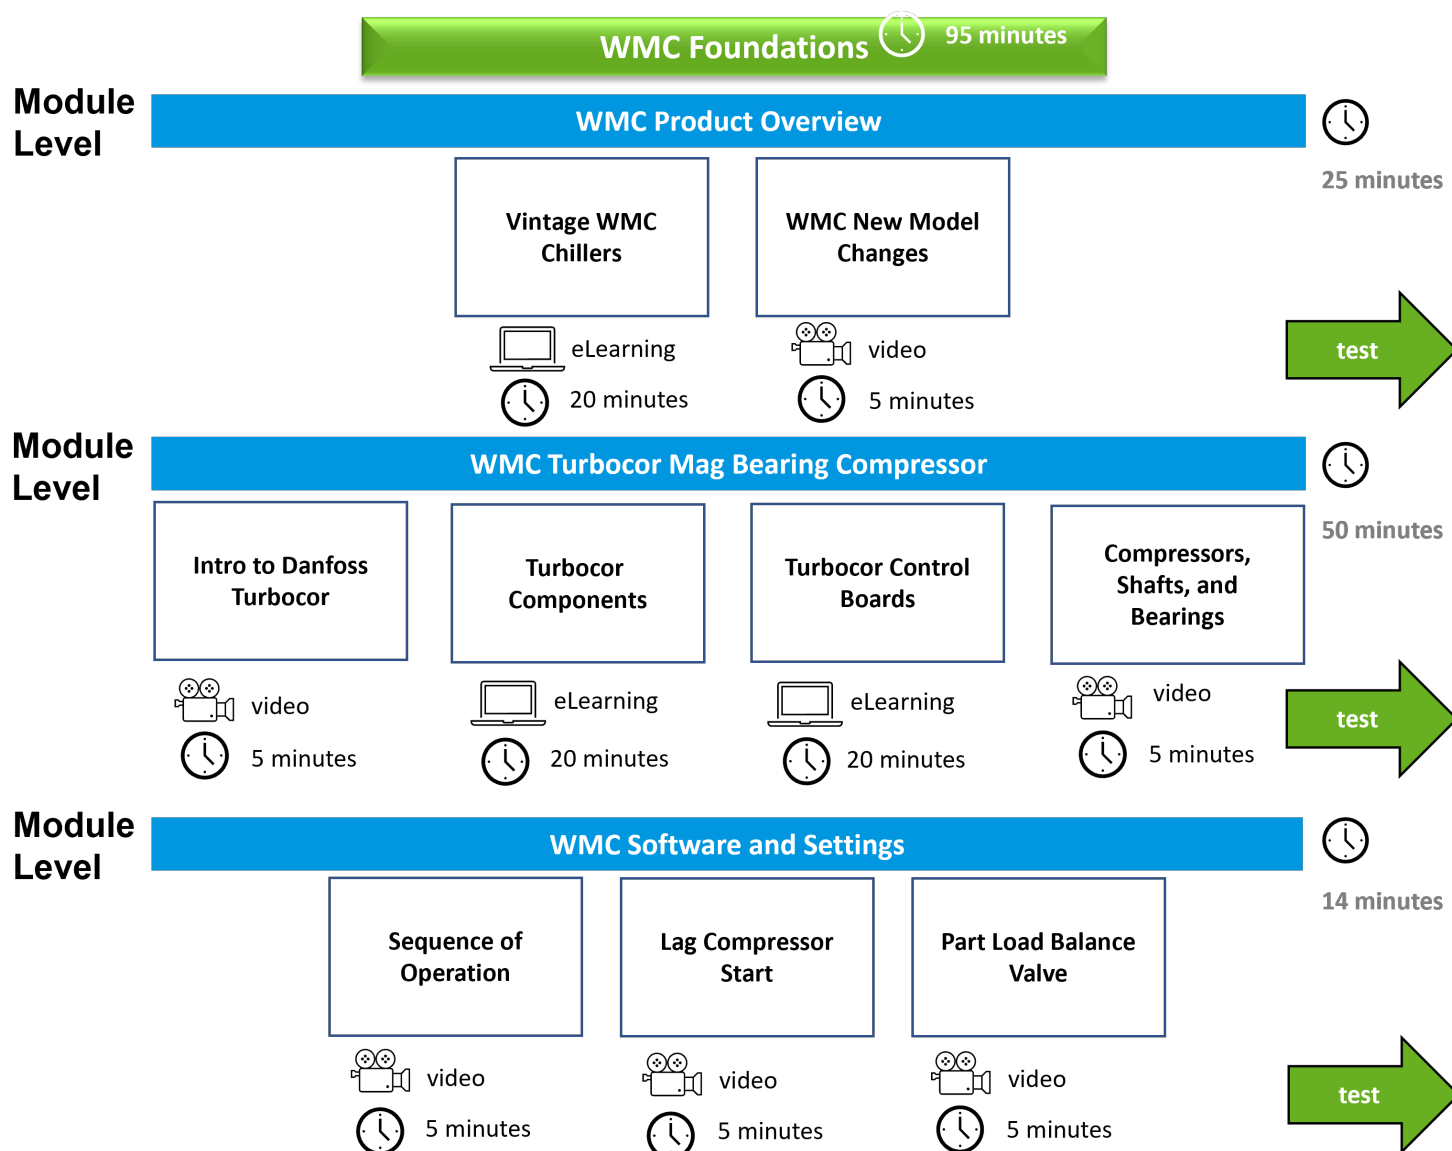 WMC Foundations 95 minutes
Module
Level
WMC Product Overview
25 minutes
Vintage WMC
Chillers
WMC New Model
Changes
eLearning
20 minutes
video
5 minutes
test
Module
Level
WMC Turbocor Mag Bearing Compressor
50 minutes
Intro to Danfoss
Turbocor
Turbocor
Components
Turbocor Control
Boards
Compressors,
Shafts, and
Bearings
video
5 minutes
eLearning
20 minutes
eLearning
20 minutes
video
5 minutes
test
Module
Level
WMC Software and Settings
14 minutes
Sequence of
Operation
Lag Compressor
Start
Part Load Balance
Valve
video
5 minutes
video
5 minutes
video
5 minutes
test